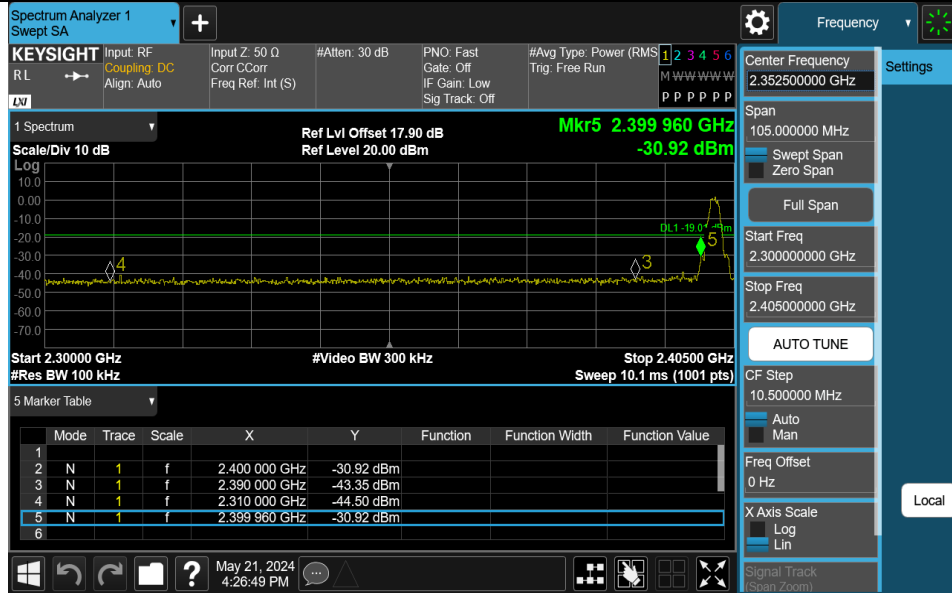 Spectrum Analyzer 1
Swept SA
+
Frequency
KEYSIGHT
RL
LXI
Input: RF
Coupling: DC
Align: Auto
Input Z: 50 Ω
Corr CCorr
Freq Ref: Int (S)
#Atten: 30 dB
PNO: Fast
Gate: Off
IF Gain: Low
Sig Track: Off
#Avg Type: Power (RMS
Trig: Free Run
1 2 3 4 5 6
M W W W W W
P P P P P P
1 Spectrum
Scale/Div 10 dB
Ref Lvl Offset 17.90 dB
Ref Level 20.00 dBm
Mkr5 2.399 960 GHz
-30.92 dBm
Log
10.0
0.00
-10.0
-20.0
-30.0
-40.0
-50.0
-60.0
-70.0
4
3
5
Start 2.30000 GHz
#Video BW 300 kHz
Stop 2.40500 GHz
#Res BW 100 kHz
Sweep 10.1 ms (1001 pts)
5 Marker Table
Mode Trace Scale X Y Function Function Width Function Value
1
2 N 1 f 2.400 000 GHz -30.92 dBm
3 N 1 f 2.390 000 GHz -43.35 dBm
4 N 1 f 2.310 000 GHz -44.50 dBm
5 N 1 f 2.399 960 GHz -30.92 dBm
6
?
May 21, 2024
4:26:49 PM
Center Frequency
2.352500000 GHz
Span
105.000000 MHz
Swept Span
Zero Span
Full Span
Start Freq
2.300000000 GHz
Stop Freq
2.405000000 GHz
AUTO TUNE
CF Step
10.500000 MHz
Auto
Man
Freq Offset
0 Hz
X Axis Scale
Log
Lin
Signal Track
(Span Zoom)
Settings
Local